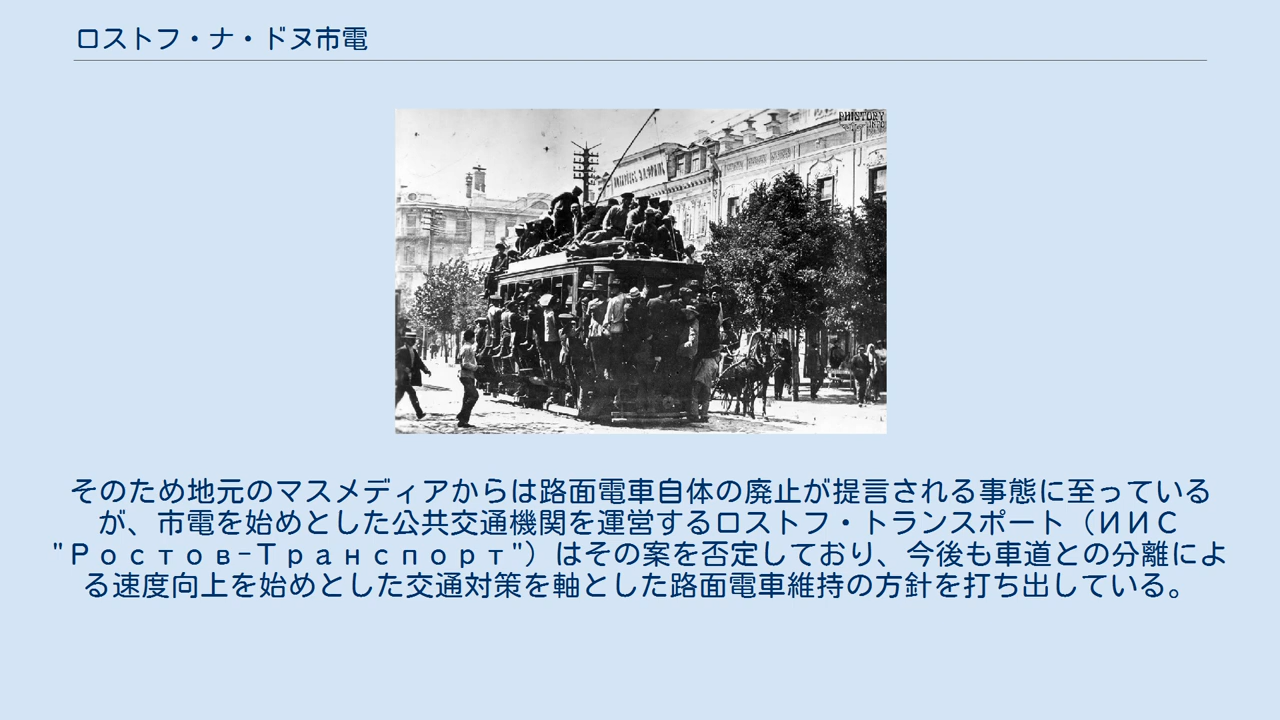 ロストフ・ナ・ドヌ市電
PHISTORY
そのため地元のマスメディアからは路面電車自体の廃止が提言される事態に至っている
が、市電を始めとした公共交通機関を運営するロストフ・トランスポート（ИИС
"Ростов-Транспорт"）はその案を否定しており、今後も車道との分離によ
る速度向上を始めとした交通対策を軸とした路面電車維持の方針を打ち出している。